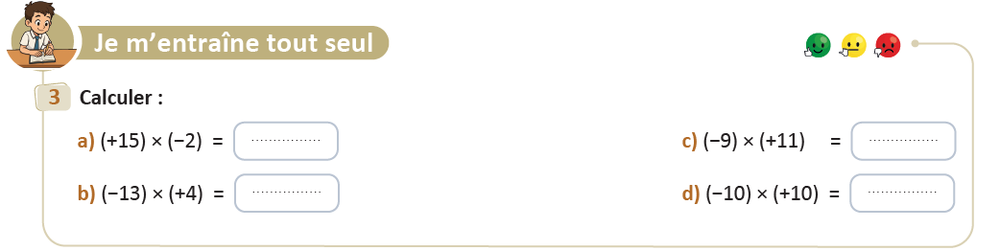 Je m’entraîne tout seul
3 Calculer :
a) (+15) × (−2) = ................
b) (−13) × (+4) = ................
c) (−9) × (+11) = ................
d) (−10) × (+10) = ................